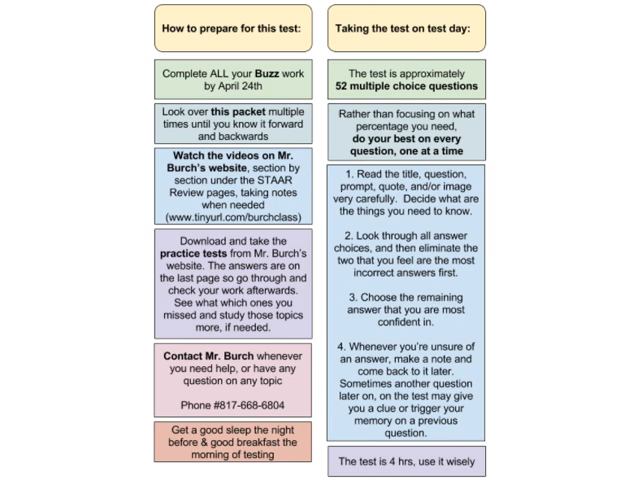 How to prepare for this test:
Complete ALL your Buzz work
by April 24th
Look over this packet multiple
times until you know it forward
and backwards
Watch the videos on Mr.
Burch's website, section by
section under the STAAR
Review pages, taking notes
when needed
(www.tinyurl.com/burchclass)
Download and take the
practice tests from Mr. Burch's
website. The answers are on
the last page so go through and
check your work afterwards.
See what which ones you
missed and study those topics
more, if needed.
Contact Mr. Burch whenever
you need help, or have any
question on any topic
Phone #817-668-6804
Get a good sleep the night
before & good breakfast the
morning of testing
Taking the test on test day:
The test is approximately
52 multiple choice questions
Rather than focusing on what
percentage you need,
do your best on every
question, one at a time
1. Read the title, question,
prompt, quote, and/or image
very carefully. Decide what are
the things you need to know.
2. Look through all answer
choices, and then eliminate the
two that you feel are the most
incorrect answers first.
3. Choose the remaining
answer that you are most
confident in.
4. Whenever you're unsure of
an answer, make a note and
come back to it later.
Sometimes another question
later on, on the test may give
you a clue or trigger your
memory on a previous
question.
The test is 4 hrs, use it wisely